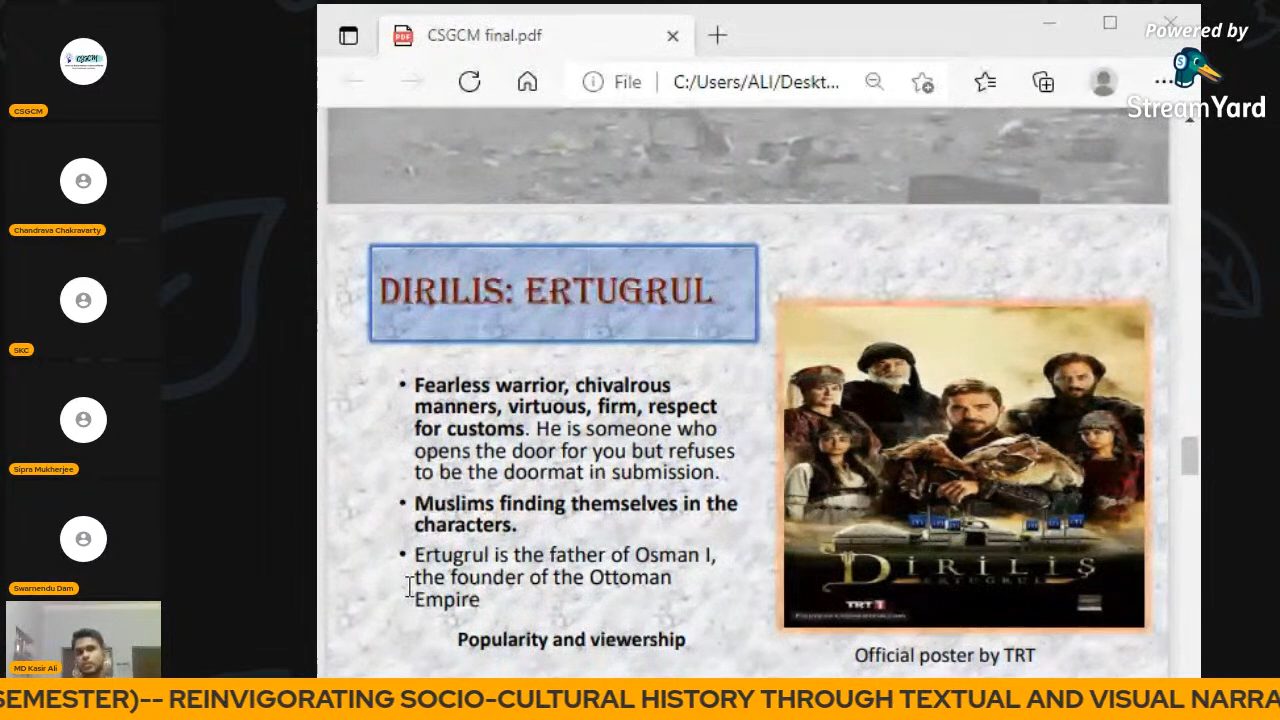 CSGCM final.pdf
Powered by
StreamYard
File
C:/Users/ALI/Deskt...
CSGCM
Chandrava Chakravarty
SKC
Sipra Mukherjee
Swarnendu Dam
MD Kasir Ali
DIRILIS: ERTUGRUL
• Fearless warrior, chivalrous
manners, virtuous, firm, respect
for customs. He is someone who
opens the door for you but refuses
to be the doormat in submission.
• Muslims finding themselves in the
characters.
• Ertugrul is the father of Osman I,
the founder of the Ottoman
Empire
Popularity and viewership
DİRİLİŞ
ERTUGRUL
TRT 1
Official poster by TRT
SEMESTER)-- REINVIGORATING SOCIO-CULTURAL HISTORY THROUGH TEXTUAL AND VISUAL NARRA